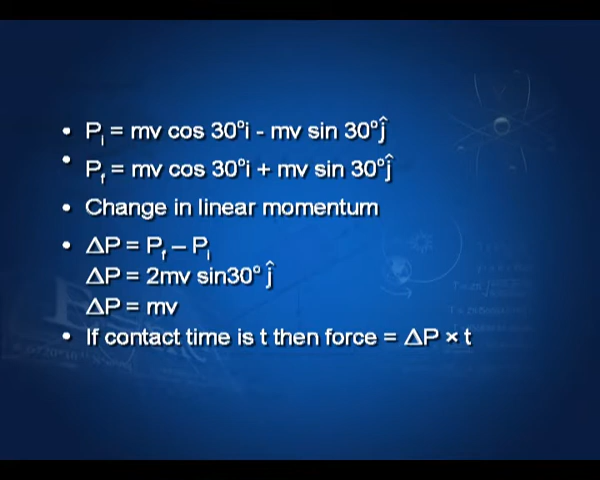 • Pi = mv cos 30°i - mv sin 30°ĵ
• Pf = mv cos 30°i + mv sin 30°ĵ
• Change in linear momentum
• ΔP = Pf – Pi
ΔP = 2mv sin30° ĵ
ΔP = mv
• If contact time is t then force = ΔP × t